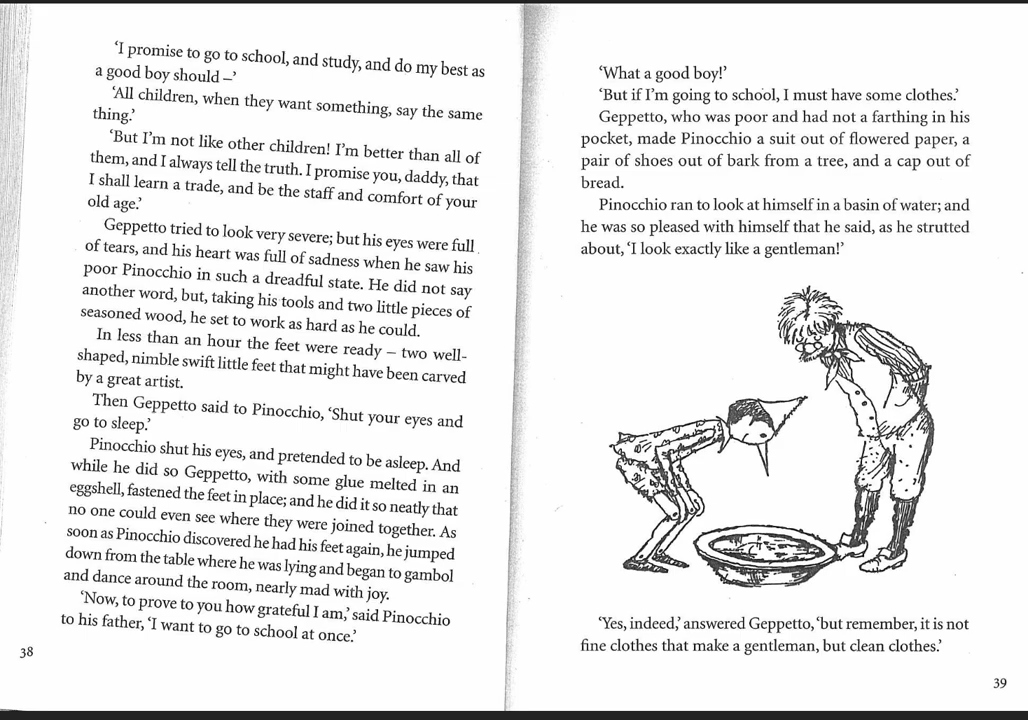 ‘I promise to go to school, and study, and do my best as
a good boy should –’
‘All children, when they want something, say the same
thing.’
‘But I’m not like other children! I’m better than all of
them, and I always tell the truth. I promise you, daddy, that
I shall learn a trade, and be the staff and comfort of your
old age.’
Geppetto tried to look very severe; but his eyes were full
of tears, and his heart was full of sadness when he saw his
poor Pinocchio in such a dreadful state. He did not say
another word, but, taking his tools and two little pieces of
seasoned wood, he set to work as hard as he could.
In less than an hour the feet were ready – two well-
shaped, nimble swift little feet that might have been carved
by a great artist.
Then Geppetto said to Pinocchio, ‘Shut your eyes and
go to sleep.’
Pinocchio shut his eyes, and pretended to be asleep. And
while he did so Geppetto, with some glue melted in an
eggshell, fastened the feet in place; and he did it so neatly that
no one could even see where they were joined together. As
soon as Pinocchio discovered he had his feet again, he jumped
down from the table where he was lying and began to gambol
and dance around the room, nearly mad with joy.
‘Now, to prove to you how grateful I am,’ said Pinocchio
to his father, ‘I want to go to school at once.’
38
‘What a good boy!’
‘But if I’m going to school, I must have some clothes.’
Geppetto, who was poor and had not a farthing in his
pocket, made Pinocchio a suit out of flowered paper, a
pair of shoes out of bark from a tree, and a cap out of
bread.
Pinocchio ran to look at himself in a basin of water; and
he was so pleased with himself that he said, as he strutted
about, ‘I look exactly like a gentleman!’
‘Yes, indeed,’ answered Geppetto, ‘but remember, it is not
fine clothes that make a gentleman, but clean clothes.’
39